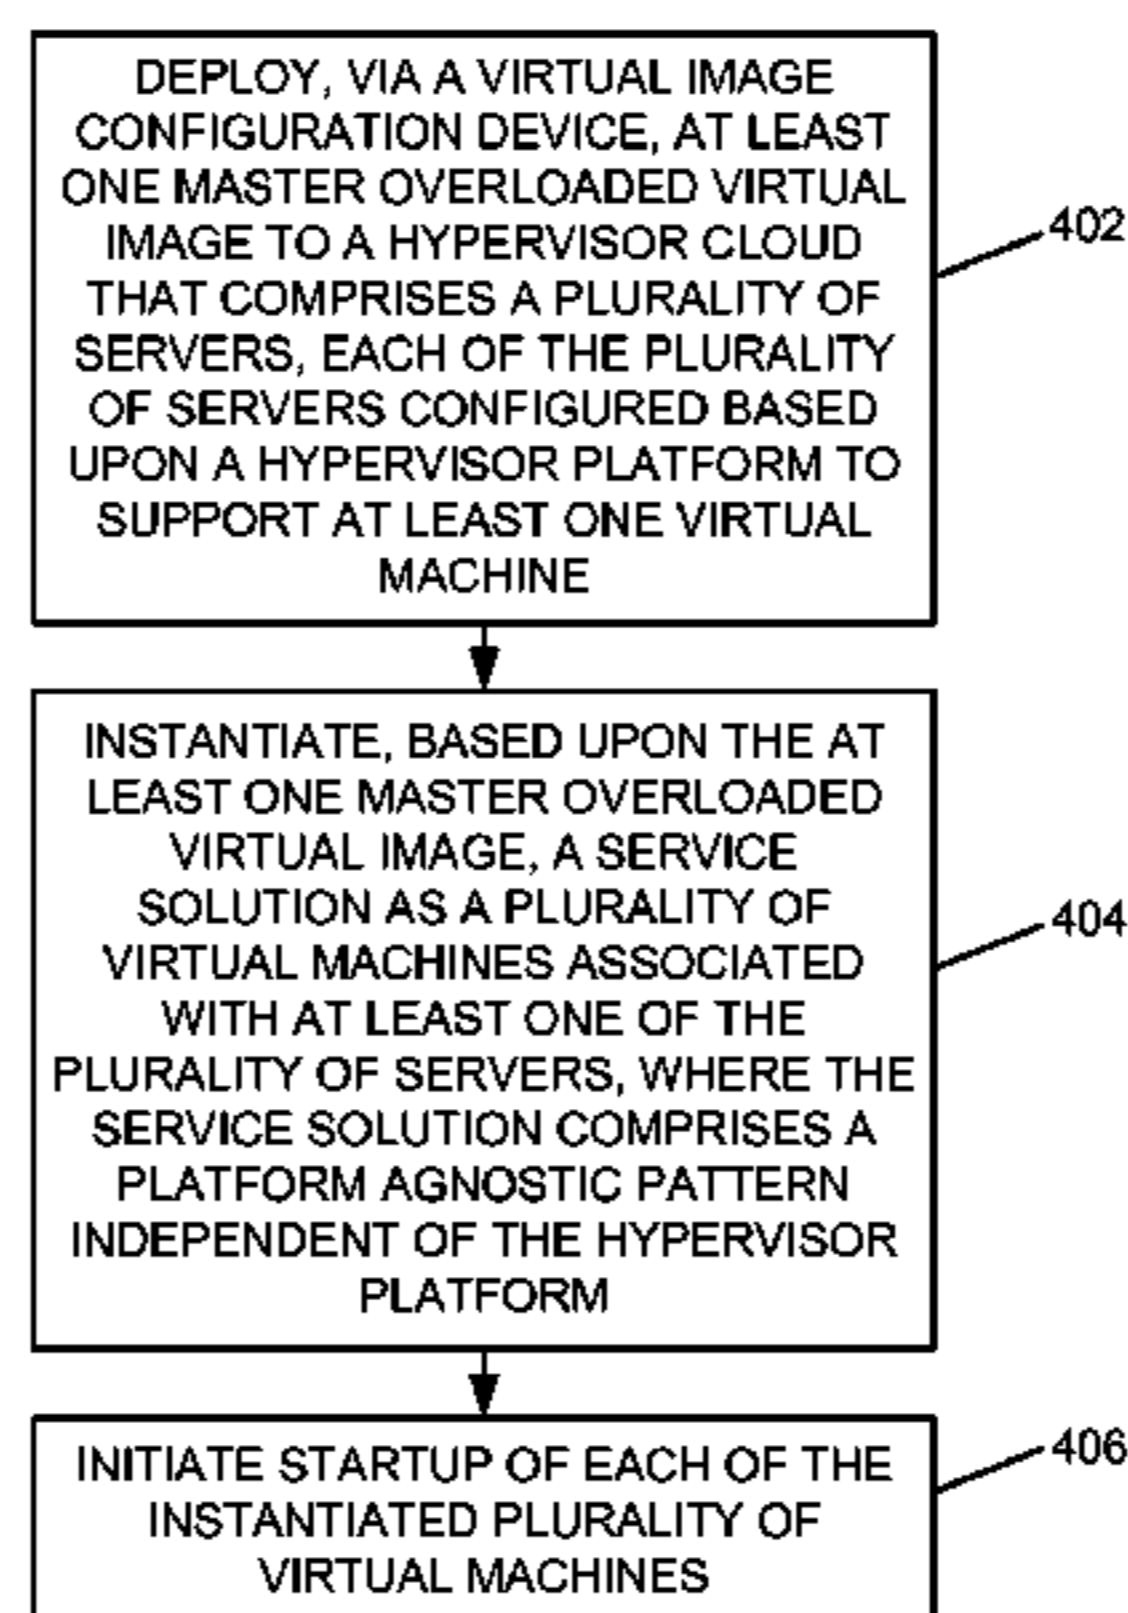 DEPLOY, VIA A VIRTUAL IMAGE
CONFIGURATION DEVICE, AT LEAST
ONE MASTER OVERLOADED VIRTUAL
IMAGE TO A HYPERVISOR CLOUD
THAT COMPRISES A PLURALITY OF
SERVERS, EACH OF THE PLURALITY
OF SERVERS CONFIGURED BASED
UPON A HYPERVISOR PLATFORM TO
SUPPORT AT LEAST ONE VIRTUAL
MACHINE
402
INSTANTIATE, BASED UPON THE AT
LEAST ONE MASTER OVERLOADED
VIRTUAL IMAGE, A SERVICE
SOLUTION AS A PLURALITY OF
VIRTUAL MACHINES ASSOCIATED
WITH AT LEAST ONE OF THE
PLURALITY OF SERVERS, WHERE THE
SERVICE SOLUTION COMPRISES A
PLATFORM AGNOSTIC PATTERN
INDEPENDENT OF THE HYPERVISOR
PLATFORM
404
INITIATE STARTUP OF EACH OF THE
INSTANTIATED PLURALITY OF
VIRTUAL MACHINES
406